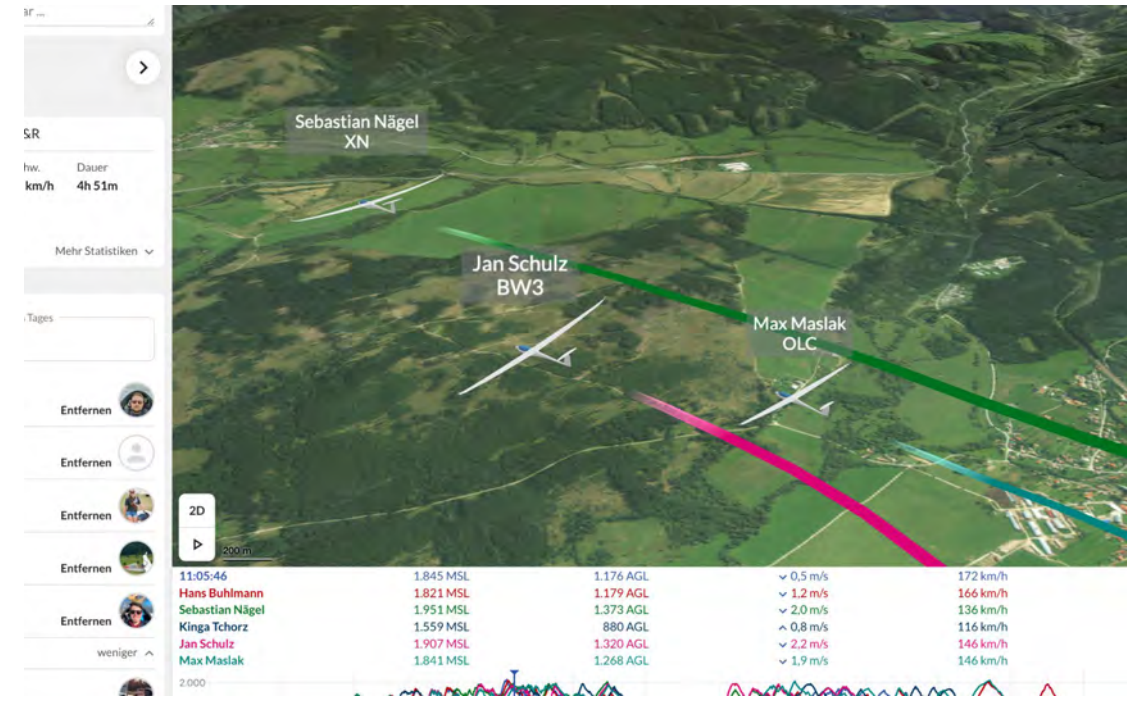 ar ...
&R
hw. Dauer
km/h 4h 51m
Mehr Statistiken
Tages
Entfernen
Entfernen
Entfernen
Entfernen
Entfernen
weniger
Sebastian Nägel
XN
Jan Schulz
BW3
Max Maslak
OLC
2D
200 m
11:05:46 1.845 MSL 1.176 AGL 0,5 m/s 172 km/h
Hans Buhlmann 1.821 MSL 1.179 AGL 1,2 m/s 166 km/h
Sebastian Nägel 1.951 MSL 1.373 AGL 2,0 m/s 136 km/h
Kinga Tchorz 1.559 MSL 880 AGL 0,8 m/s 116 km/h
Jan Schulz 1.907 MSL 1.320 AGL 2,2 m/s 146 km/h
Max Maslak 1.841 MSL 1.268 AGL 1,9 m/s 146 km/h
2.000